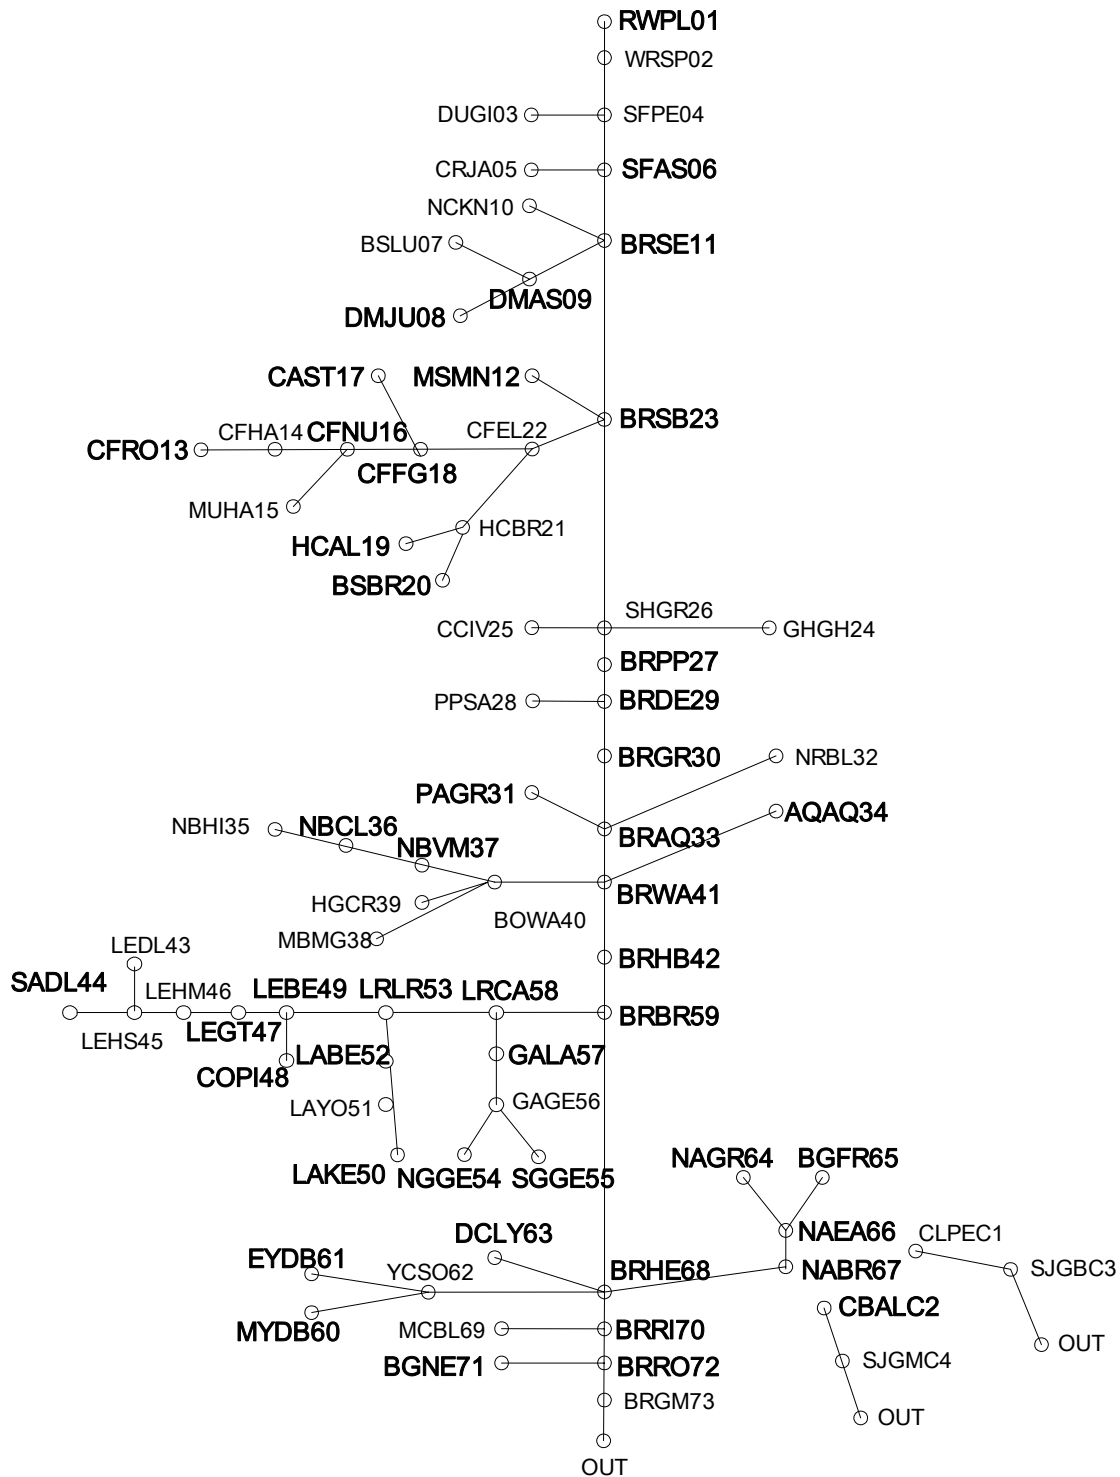 RWPL01
WRSP02
DUGI03
SFPE04
CRJA05
SFAS06
NCKN10
BSLU07
BRSE11
DMAS09
DMJU08
CAST17
MSMN12
BRSB23
CFHA14
CFNU16
CFEL22
CFRO13
CFFG18
MUHA15
HCBR21
HCAL19
BSBR20
SHGR26
CCIV25
GHGH24
BRPP27
PPSA28
BRDE29
BRGR30
NRBL32
PAGR31
AQAQ34
NBHI35
NBCL36
BRAQ33
NBVM37
BRWA41
HGCR39
BOWA40
MBMG38
LEDL43
BRHB42
SADL44
LEHM46
LEBE49
LRLR53
LRCA58
BRBR59
LEHS45
LEGT47
LABE52
GALA57
COPI48
LAYO51
GAGE56
LAKE50
NGGE54
SGGE55
NAGR64
BGFR65
DCLY63
NAEA66
CLPEC1
EYDB61
YCSO62
BRHE68
NABR67
SJGBC3
CBALC2
MYDB60
MCBL69
BRRI70
OUT
BGNE71
BRRO72
SJGMC4
BRGM73
OUT
OUT